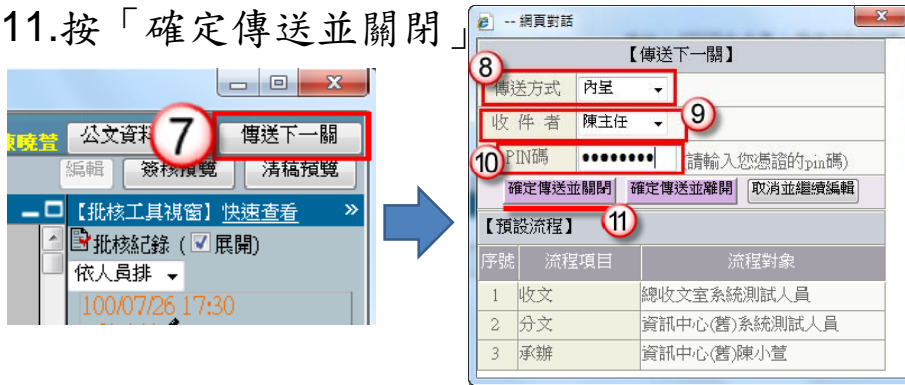 11.按「確定傳送並關閉」
陳曉萱 公文資料 7 傳送下一關
編輯 簽核預覽 清稿預覽
【批核工具視窗】快速查看 »
批核紀錄 ( 展開)
依人員排
100/07/26 17:30
-- 網頁對話
【傳送下一關】
8
傳送方式 內呈
收 件 者 陳主任 9
10 PIN碼 •••••••• (請輸入您憑證的pin碼)
確定傳送並關閉 確定傳送並離開 取消並繼續編輯
【預設流程】 11
序號 流程項目 流程對象
1 收文 總收文室系統測試人員
2 分文 資訊中心(舊)系統測試人員
3 承辦 資訊中心(舊)陳小萱